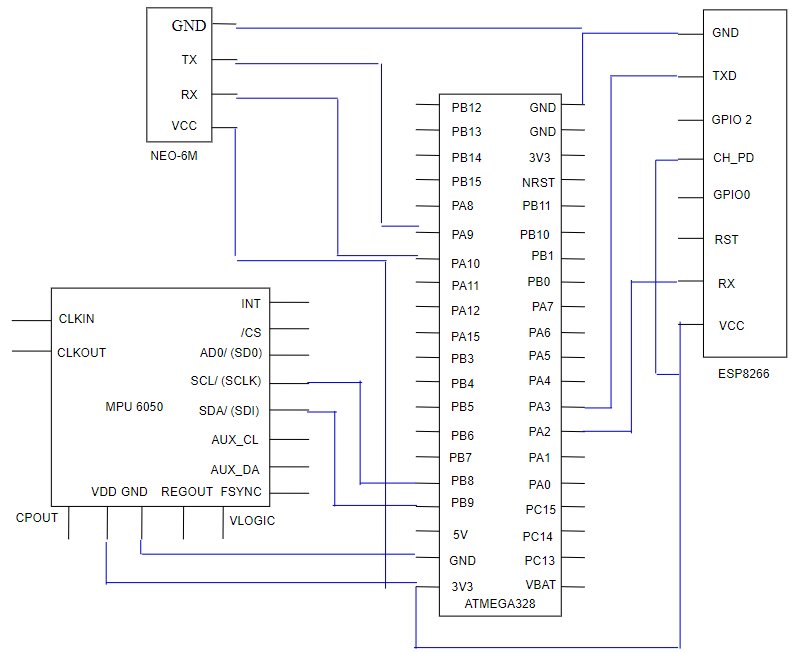 GND
TX
RX
VCC
NEO-6M
GND
TXD
GPIO 2
CH_PD
GPIO0
RST
RX
VCC
ESP8266
PB12
PB13
PB14
PB15
PA8
PA9
PA10
PA11
PA12
PA15
PB3
PB4
PB5
PB6
PB7
PB8
PB9
5V
GND
3V3
GND
GND
3V3
NRST
PB11
PB10
PB1
PB0
PA7
PA6
PA5
PA4
PA3
PA2
PA1
PA0
PC15
PC14
PC13
VBAT
ATMEGA328
CLKIN
CLKOUT
MPU 6050
INT
/CS
AD0/ (SD0)
SCL/ (SCLK)
SDA/ (SDI)
AUX_CL
AUX_DA
VDD GND REGOUT FSYNC
CPOUT
VLOGIC